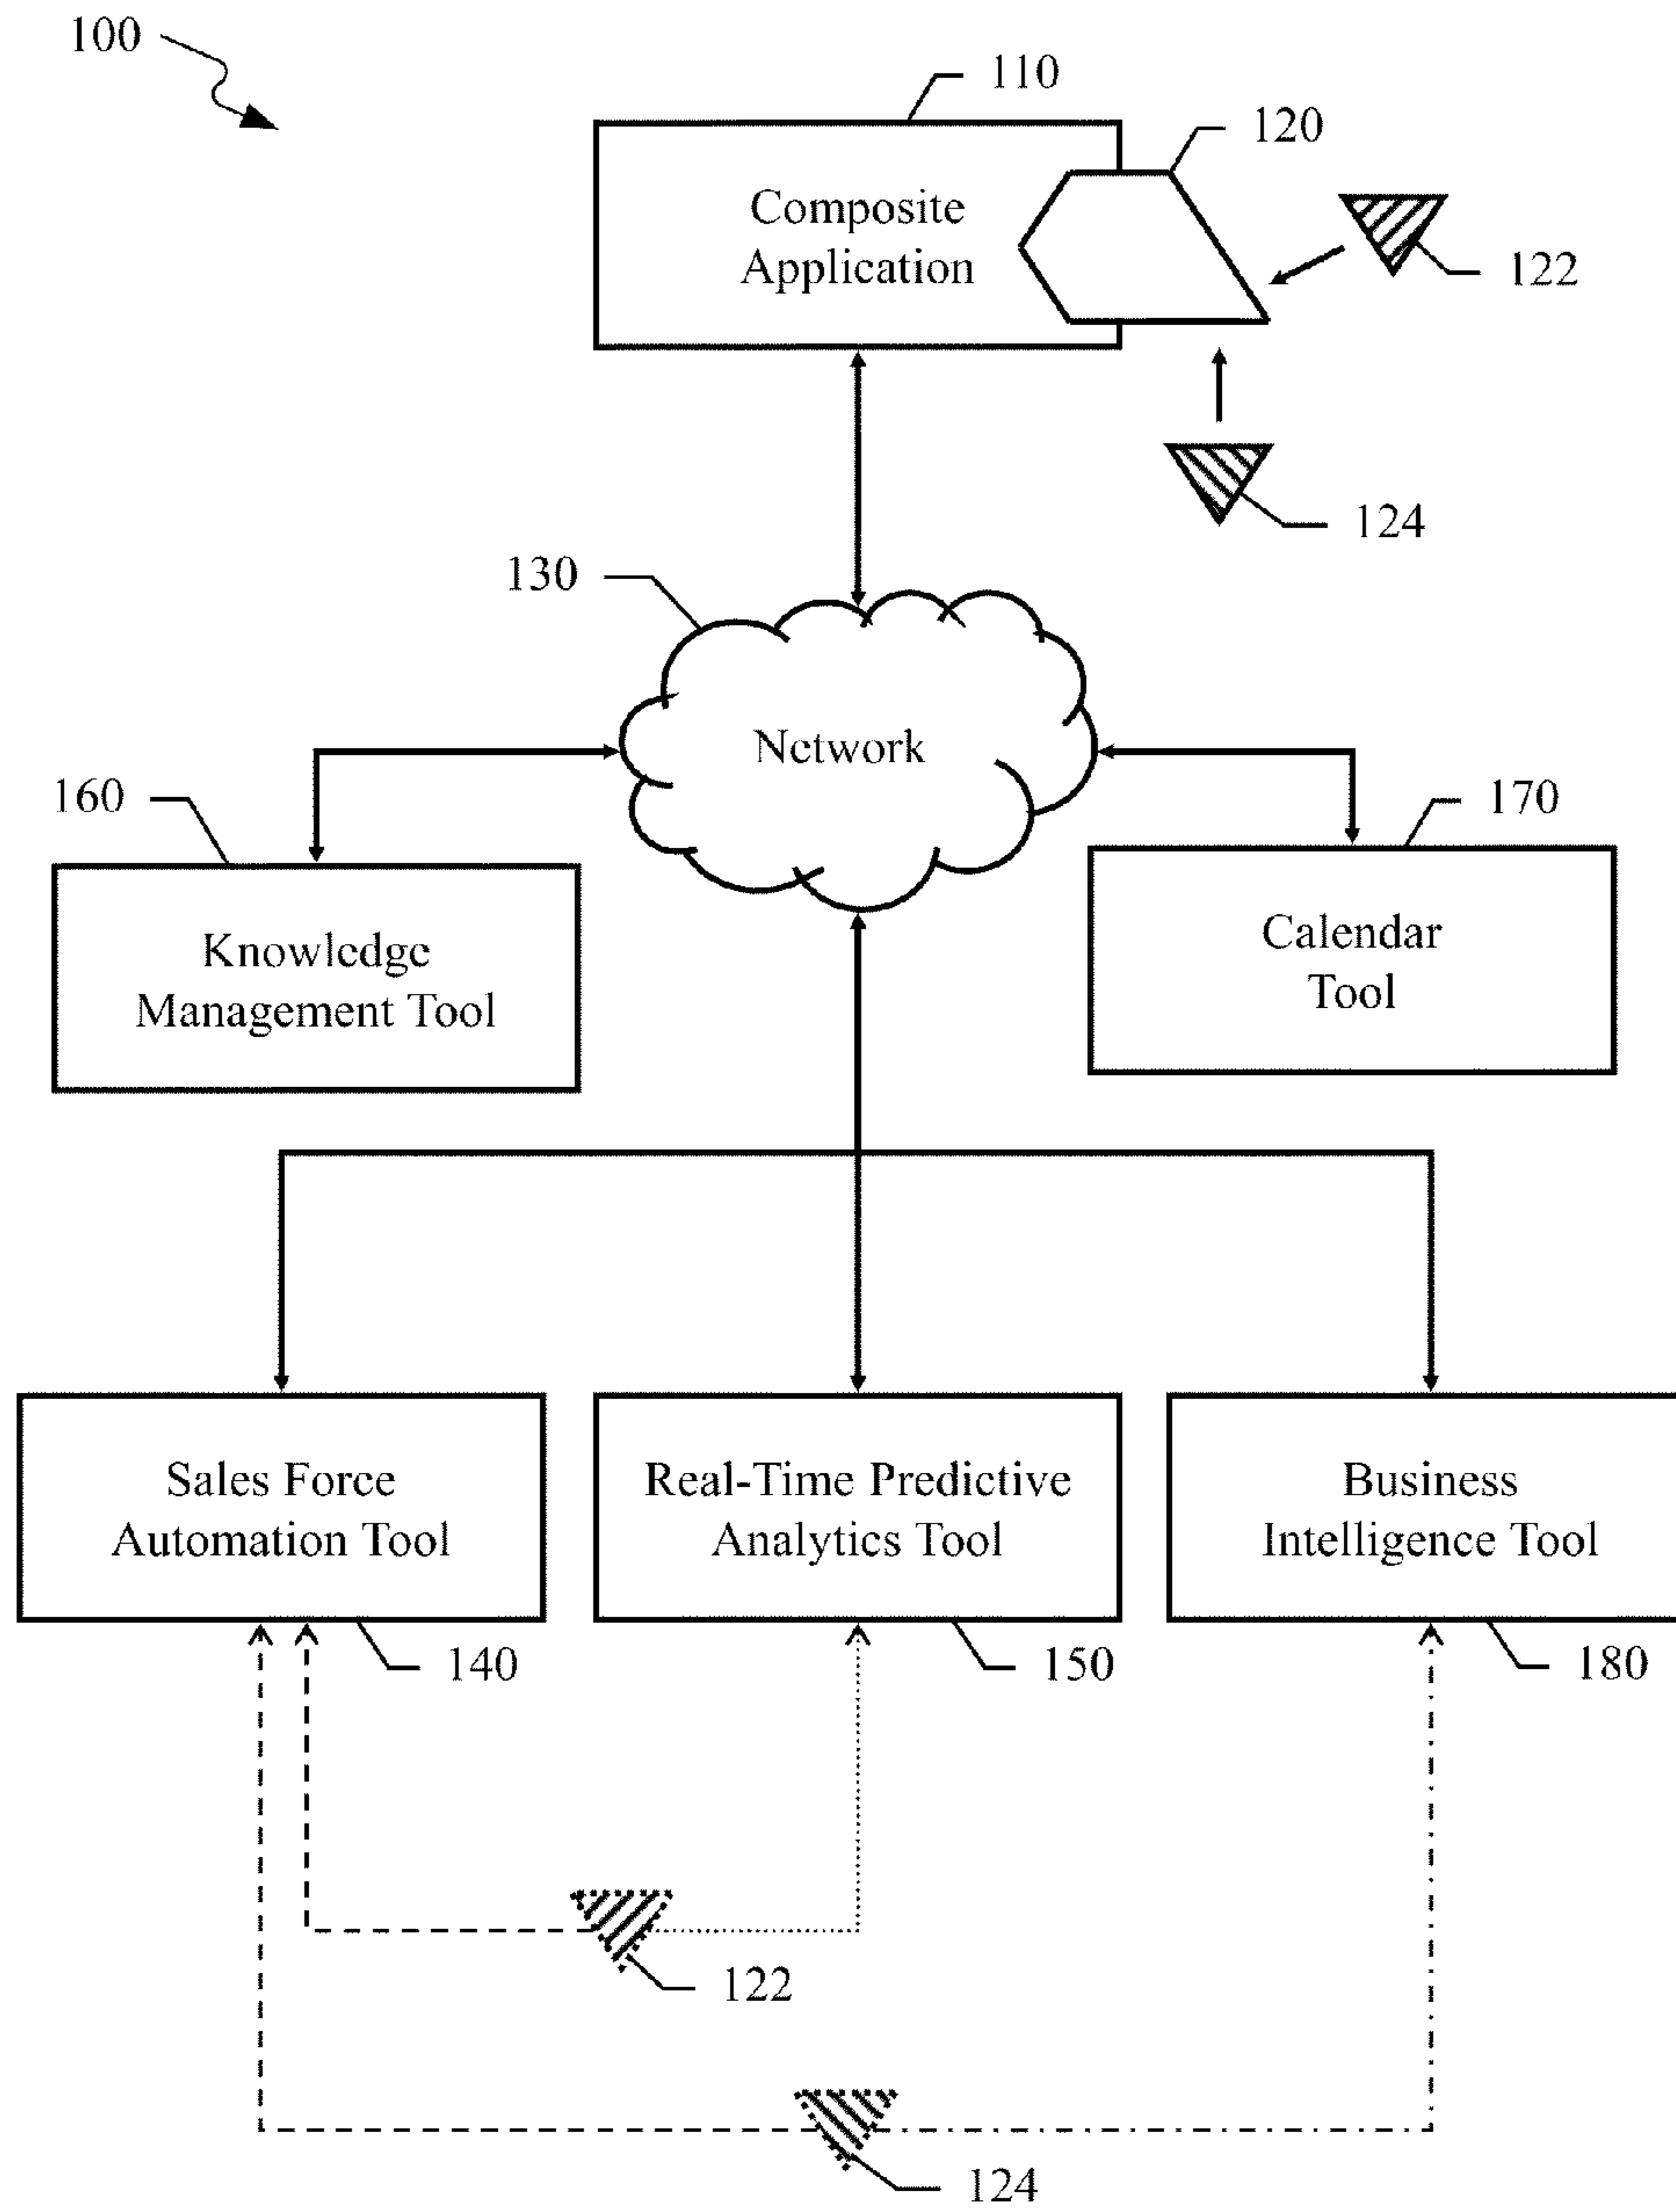 100
110
120
Composite
Application
122
124
130
Network
160
170
Knowledge
Management Tool
Calendar
Tool
Sales Force
Automation Tool
Real-Time Predictive
Analytics Tool
Business
Intelligence Tool
140
150
180
122
124